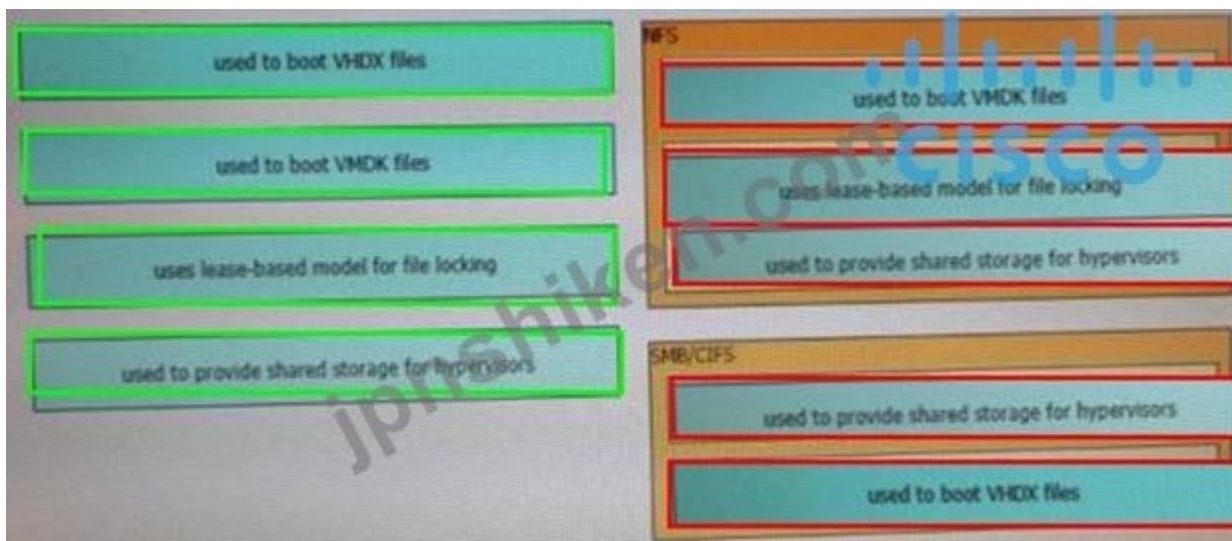 used to boot VHDX files
used to boot VMDK files
uses lease-based model for file locking
used to provide shared storage for hypervisors
NFS
used to boot VMDK files
uses lease-based model for file locking
used to provide shared storage for hypervisors
SMB/CIFS
used to provide shared storage for hypervisors
used to boot VHDX files
CISCO
jpnshiken.com